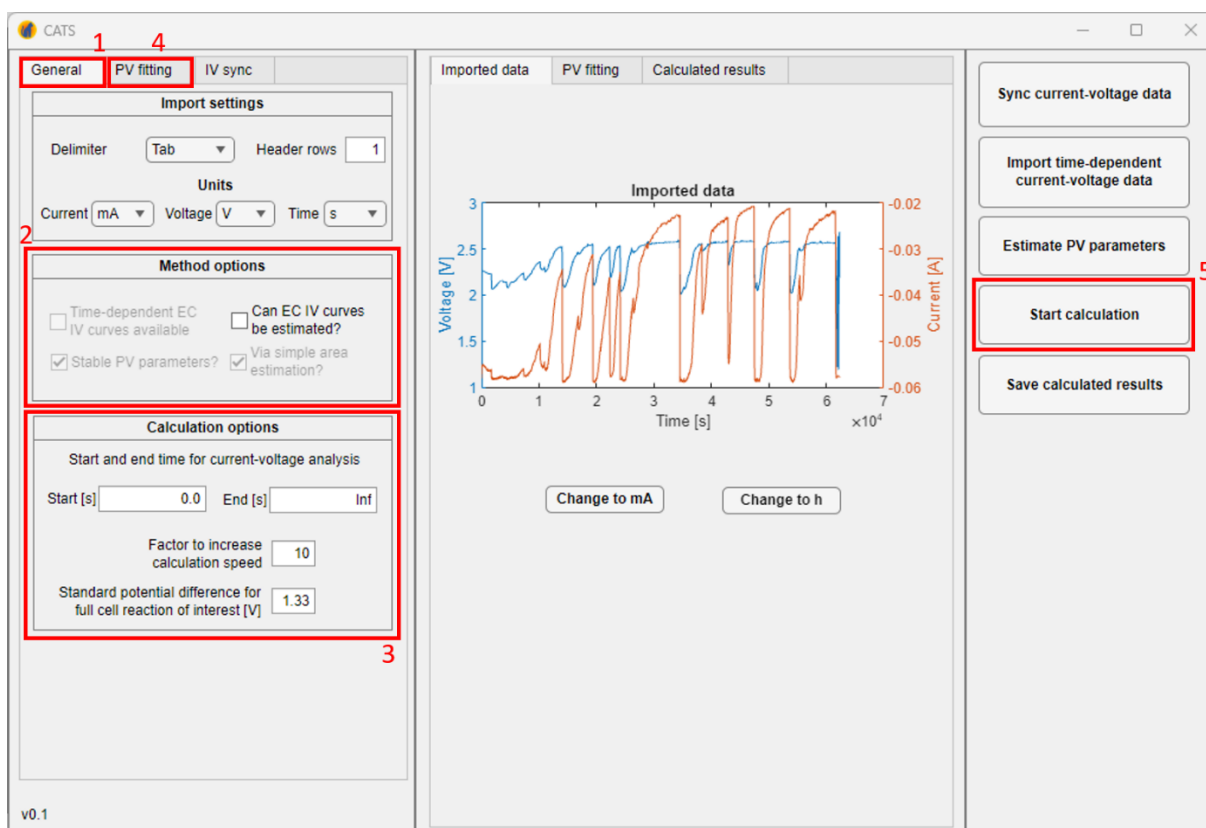 CATS
1
4
General PV fitting IV sync
Import settings
Delimiter Tab Header rows 1
Units
Current mA Voltage V Time s
2
Method options
Time-dependent EC
IV curves available
Can EC IV curves
be estimated?
Stable PV parameters?
Via simple area
estimation?
Calculation options
Start and end time for current-voltage analysis
Start [s] 0.0 End [s] Inf
Factor to increase
calculation speed
10
Standard potential difference for
full cell reaction of interest [V]
1.33
3
v0.1
Imported data PV fitting Calculated results
Imported data
3
2.5
2
1.5
1
Voltage [V]
-0.02
-0.03
-0.04
-0.05
-0.06
Current [A]
0 1 2 3 4 5 6 7
Time [s]
×10⁴
Change to mA Change to h
Sync current-voltage data
Import time-dependent
current-voltage data
Estimate PV parameters
5
Start calculation
Save calculated results